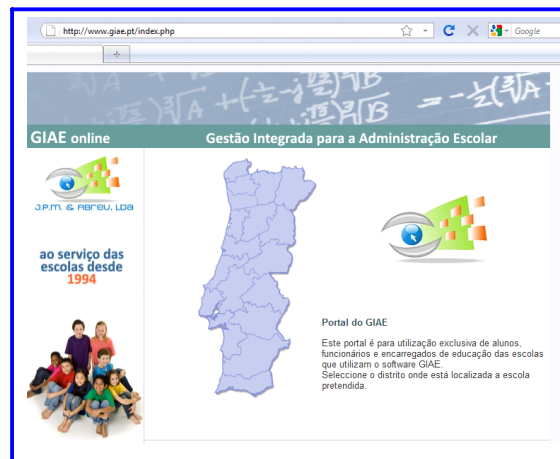 http://www.giae.pt/index.php
Google
GIAE online
Gestão Integrada para a Administração Escolar
J.P.M. & ABREU, LDA
ao serviço das
escolas desde
1994
Portal do GIAE
Este portal é para utilização exclusiva de alunos,
funcionários e encarregados de educação das escolas
que utilizam o software GIAE.
Seleccione o distrito onde está localizada a escola
pretendida.